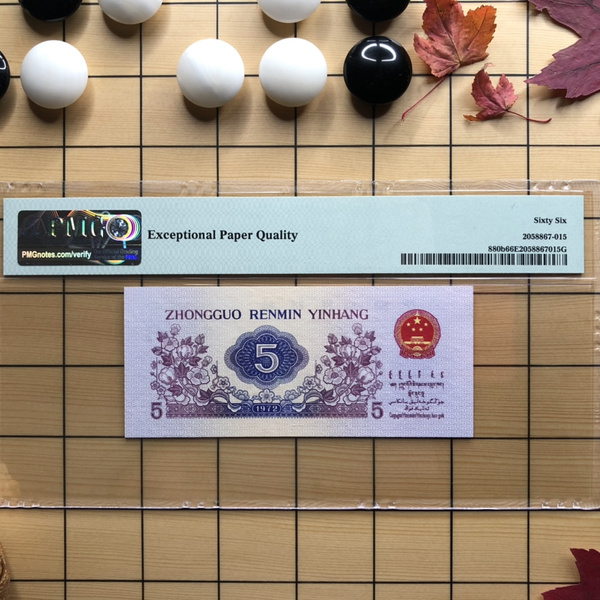 PMG
PMGnotes.com/verify
Exceptional Paper Quality
Sixty Six
2058867-015
880b66E2058867015G
ZHONGGUO RENMIN YINHANG
5
5
1972
5